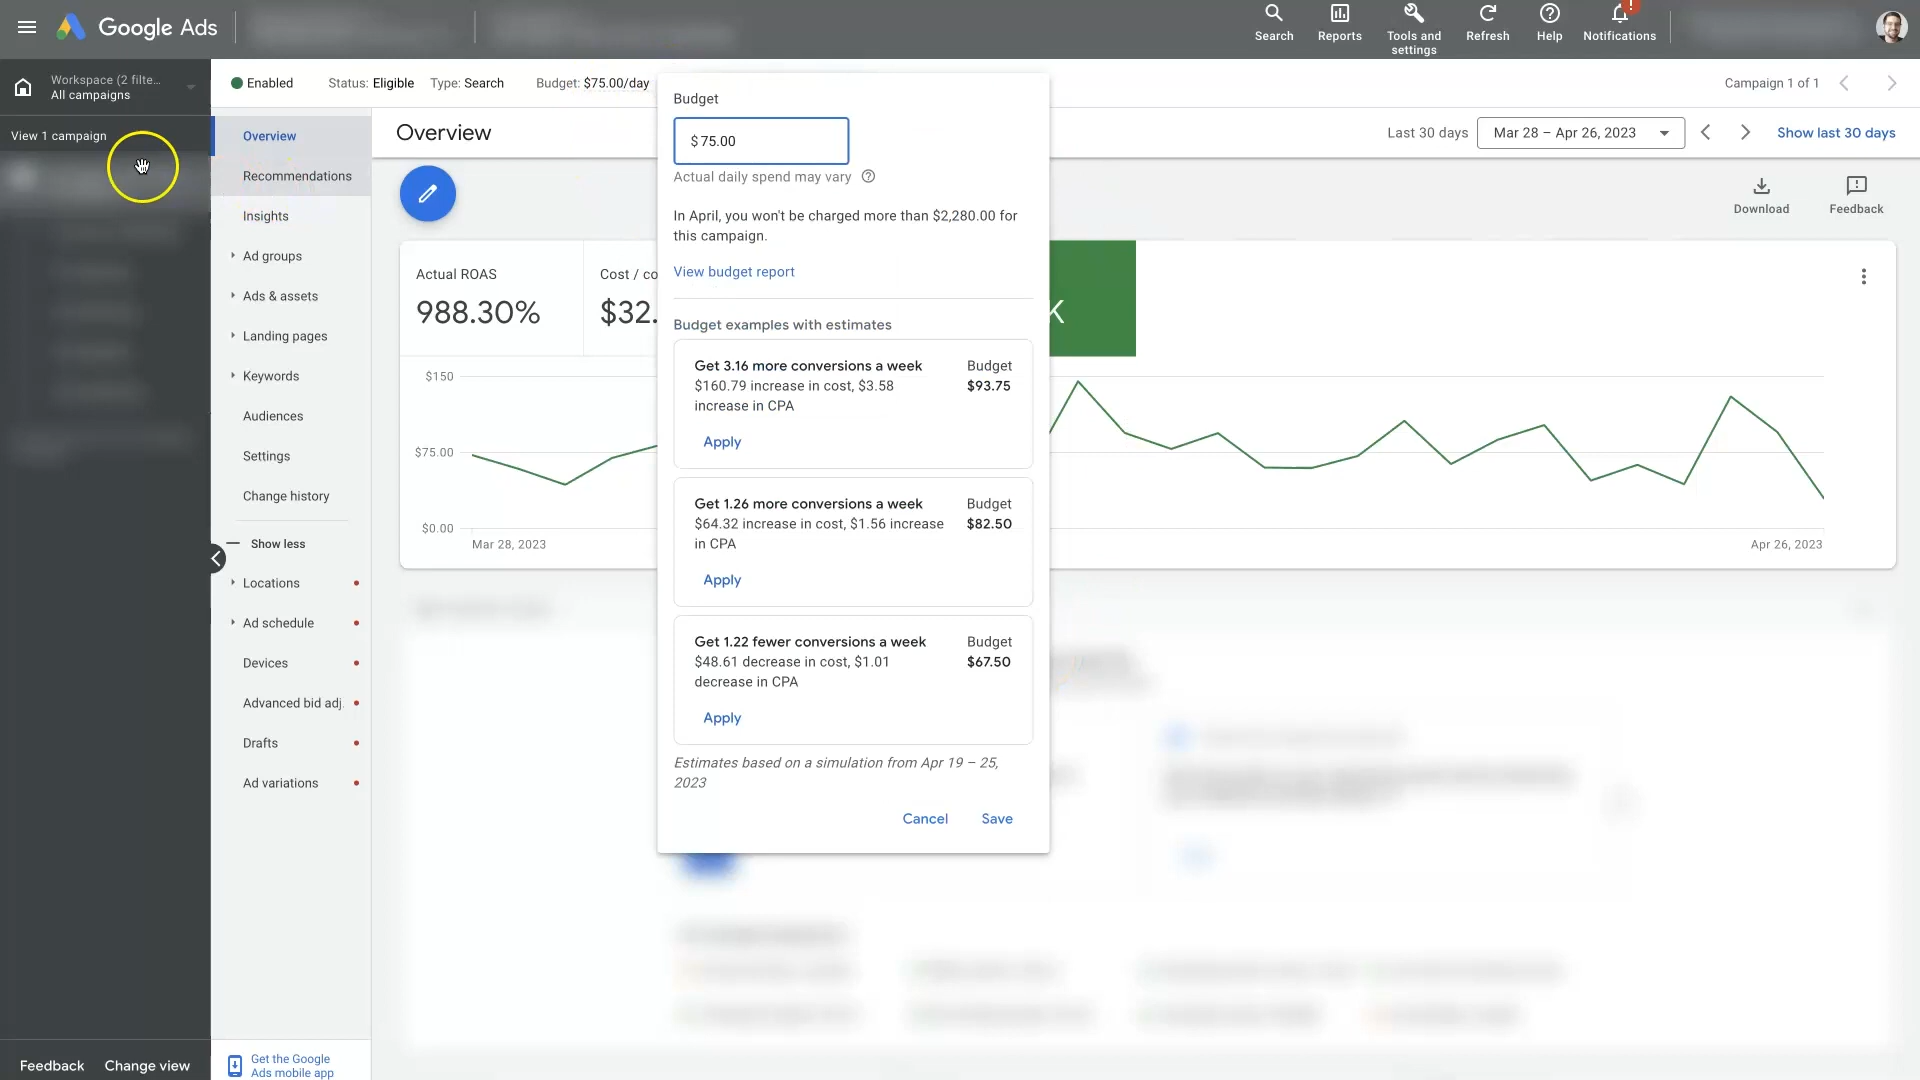 Google Ads
Search
Reports
Tools and
settings
Refresh
Help
!
Notifications
Workspace (2 filte...
All campaigns
Enabled
Status: Eligible
Type: Search
Budget: $75.00/day
Campaign 1 of 1
View 1 campaign
Overview
Recommendations
Insights
Ad groups
Ads & assets
Landing pages
Keywords
Audiences
Settings
Change history
Show less
Locations
Ad schedule
Devices
Advanced bid adj.
Drafts
Ad variations
Get the Google
Ads mobile app
Feedback
Change view
Overview
Last 30 days
Mar 28 – Apr 26, 2023
Show last 30 days
Download
Feedback
Actual ROAS
988.30%
Cost / co
$32.
K
$150
$75.00
$0.00
Mar 28, 2023
Apr 26, 2023
Budget
$ 75.00
Actual daily spend may vary
In April, you won't be charged more than $2,280.00 for
this campaign.
View budget report
Budget examples with estimates
Get 3.16 more conversions a week
$160.79 increase in cost, $3.58
increase in CPA
Budget
$93.75
Apply
Get 1.26 more conversions a week
$64.32 increase in cost, $1.56 increase
in CPA
Budget
$82.50
Apply
Get 1.22 fewer conversions a week
$48.61 decrease in cost, $1.01
decrease in CPA
Budget
$67.50
Apply
Estimates based on a simulation from Apr 19 – 25,
2023
Cancel
Save